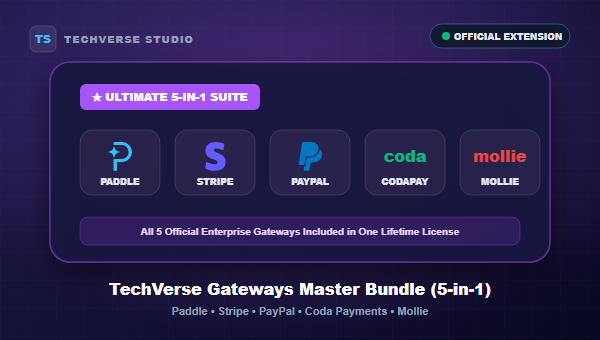 TS TECHVERSE STUDIO
OFFICIAL EXTENSION
★ ULTIMATE 5-IN-1 SUITE
PADDLE
STRIPE
PAYPAL
coda
CODAPAY
mollie
MOLLIE
All 5 Official Enterprise Gateways Included in One Lifetime License
TechVerse Gateways Master Bundle (5-in-1)
Paddle • Stripe • PayPal • Coda Payments • Mollie